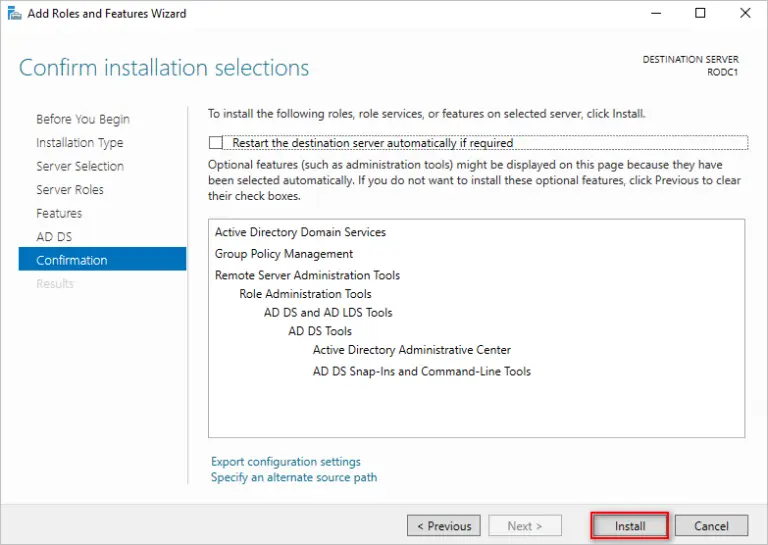 Add Roles and Features Wizard
Confirm installation selections
DESTINATION SERVER
RODC1
Before You Begin
Installation Type
Server Selection
Server Roles
Features
AD DS
Confirmation
Results
To install the following roles, role services, or features on selected server, click Install.
Restart the destination server automatically if required
Optional features (such as administration tools) might be displayed on this page because they have
been selected automatically. If you do not want to install these optional features, click Previous to clear
their check boxes.
Active Directory Domain Services
Group Policy Management
Remote Server Administration Tools
Role Administration Tools
AD DS and AD LDS Tools
AD DS Tools
Active Directory Administrative Center
AD DS Snap-Ins and Command-Line Tools
Export configuration settings
Specify an alternate source path
< Previous
Next >
Install
Cancel